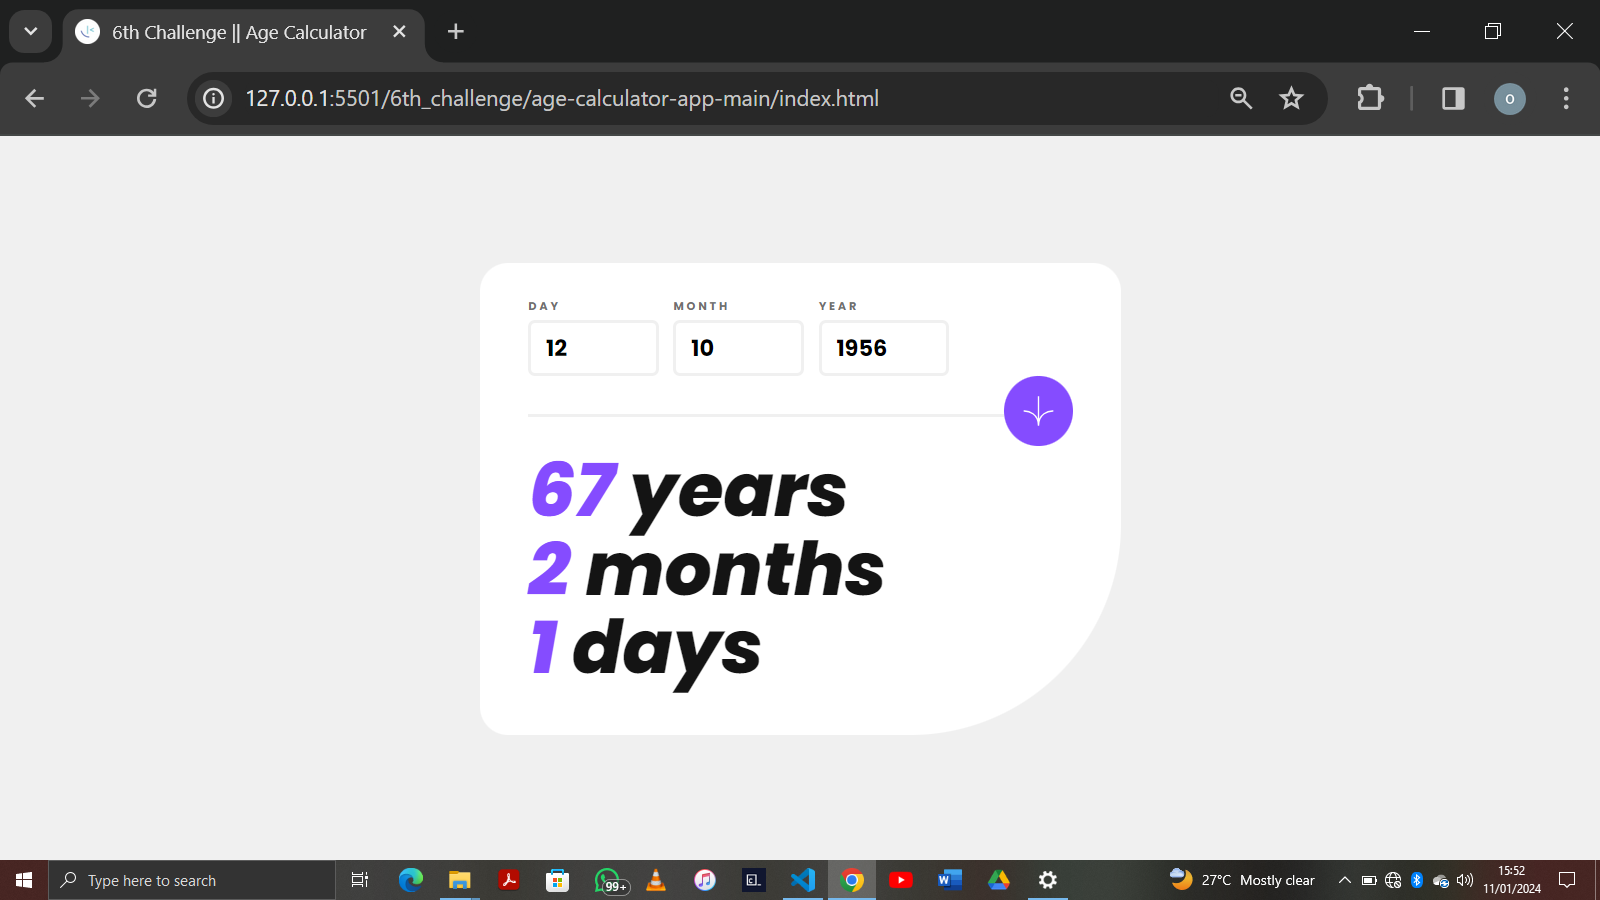 6th Challenge || Age Calculator
127.0.0.1:5501/6th_challenge/age-calculator-app-main/index.html
O
DAY MONTH YEAR
12 10 1956
67 years
2 months
1 days
Type here to search
99+
27°C Mostly clear
15:52
11/01/2024